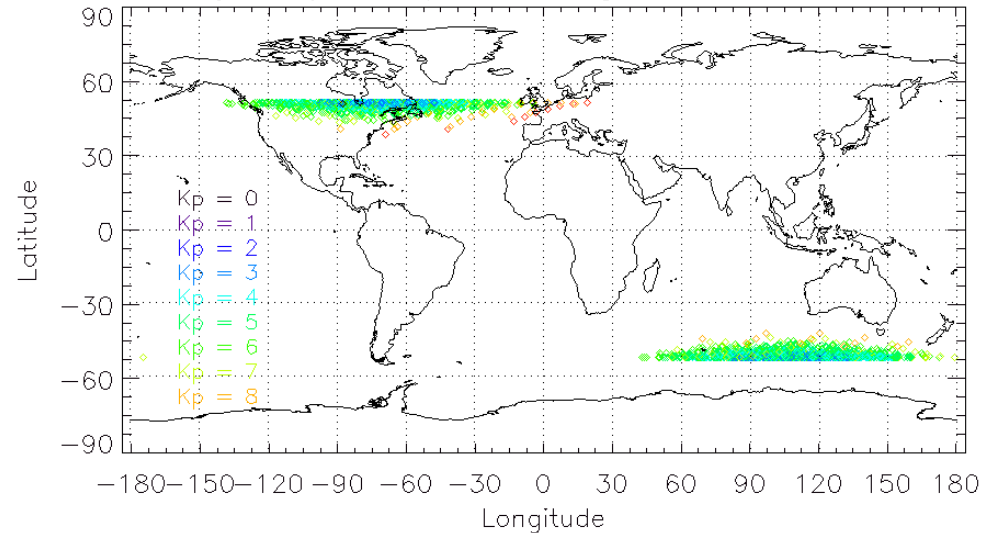 90
60
30
0
−30
−60
−90
Latitude
Kp = 0
Kp = 1
Kp = 2
Kp = 3
Kp = 4
Kp = 5
Kp = 6
Kp = 7
Kp = 8
−180 −150 −120 −90 −60 −30 0 30 60 90 120 150 180
Longitude